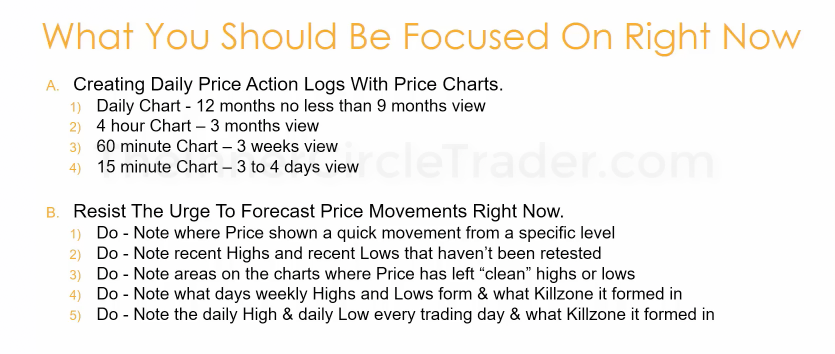 What You Should Be Focused On Right Now
A. Creating Daily Price Action Logs With Price Charts.
1) Daily Chart - 12 months no less than 9 months view
2) 4 hour Chart – 3 months view
3) 60 minute Chart – 3 weeks view
4) 15 minute Chart – 3 to 4 days view
TheInnerCircleTrader.com
B. Resist The Urge To Forecast Price Movements Right Now.
1) Do - Note where Price shown a quick movement from a specific level
2) Do - Note recent Highs and recent Lows that haven’t been retested
3) Do - Note areas on the charts where Price has left “clean” highs or lows
4) Do - Note what days weekly Highs and Lows form & what Killzone it formed in
5) Do - Note the daily High & daily Low every trading day & what Killzone it formed in